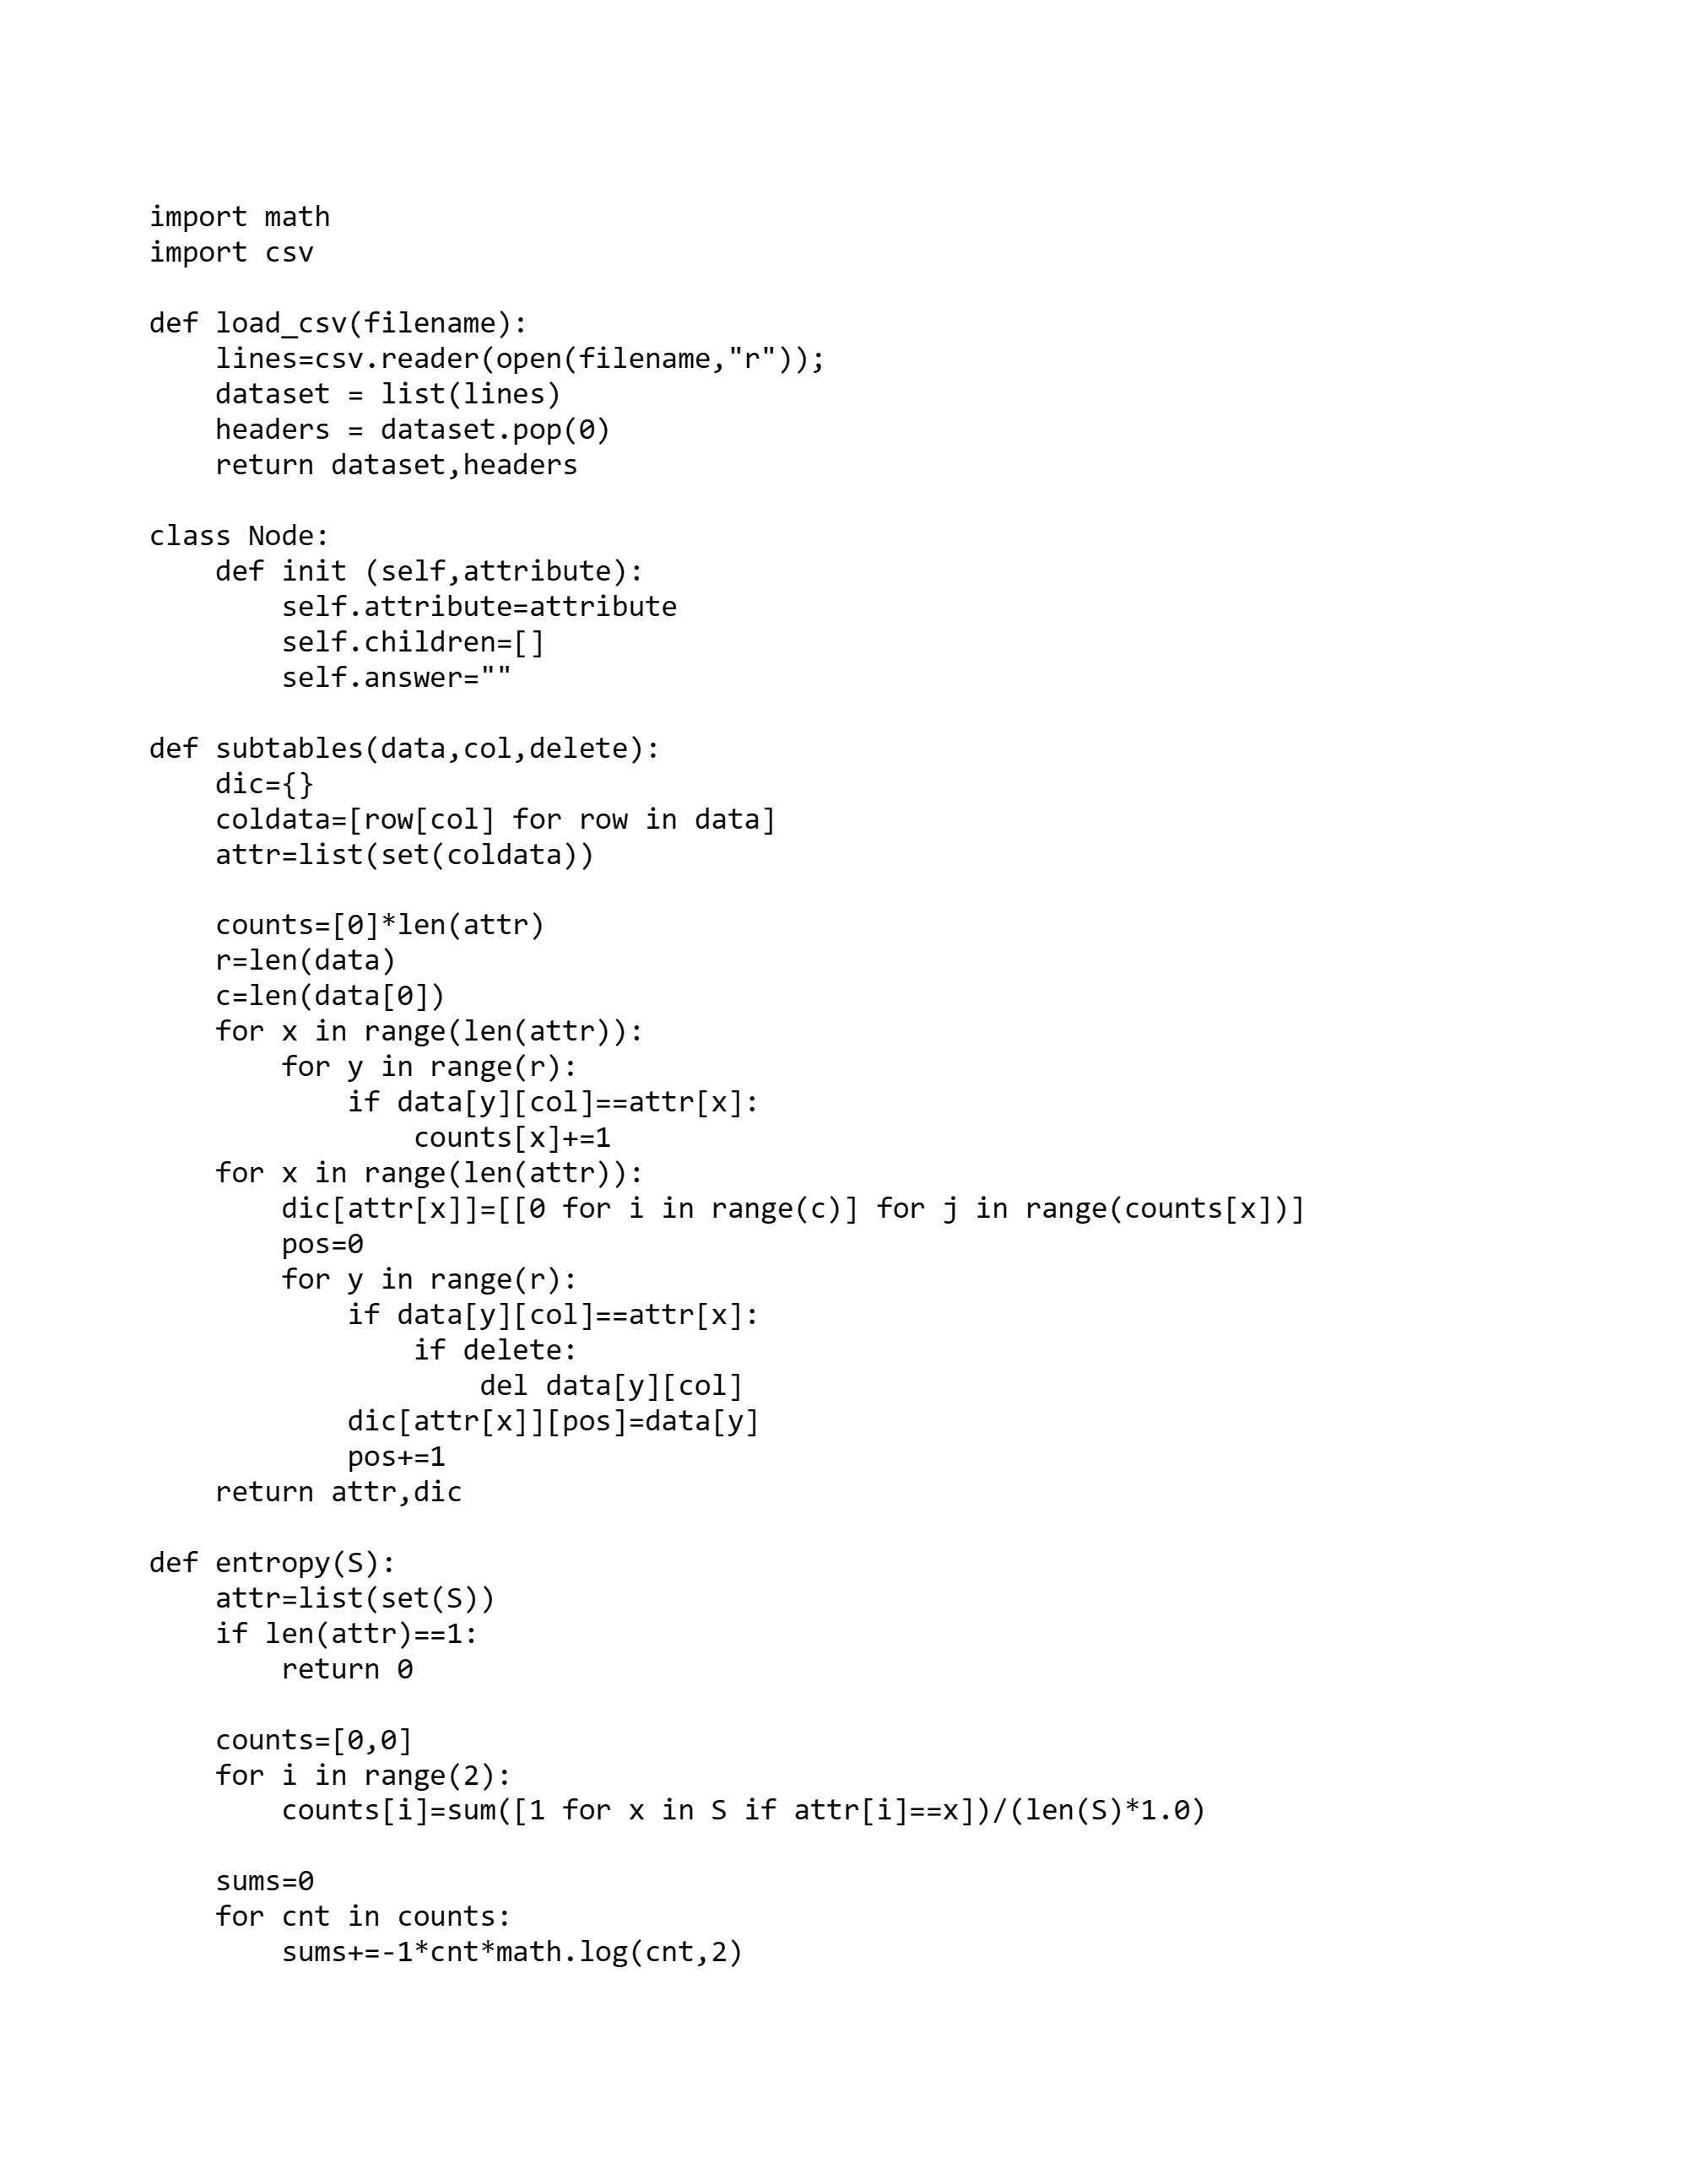 import math
import csv

def load_csv(filename):
    lines=csv.reader(open(filename,"r"));
    dataset = list(lines)
    headers = dataset.pop(0)
    return dataset,headers

class Node:
    def init (self,attribute):
        self.attribute=attribute
        self.children=[]
        self.answer=""

def subtables(data,col,delete):
    dic={}
    coldata=[row[col] for row in data]
    attr=list(set(coldata))

    counts=[0]*len(attr)
    r=len(data)
    c=len(data[0])
    for x in range(len(attr)):
        for y in range(r):
            if data[y][col]==attr[x]:
                counts[x]+=1
    for x in range(len(attr)):
        dic[attr[x]]=[[0 for i in range(c)] for j in range(counts[x])]
        pos=0
        for y in range(r):
            if data[y][col]==attr[x]:
                if delete:
                    del data[y][col]
            dic[attr[x]][pos]=data[y]
            pos+=1
    return attr,dic

def entropy(S):
    attr=list(set(S))
    if len(attr)==1:
        return 0

    counts=[0,0]
    for i in range(2):
        counts[i]=sum([1 for x in S if attr[i]==x])/(len(S)*1.0)

    sums=0
    for cnt in counts:
        sums+=-1*cnt*math.log(cnt,2)